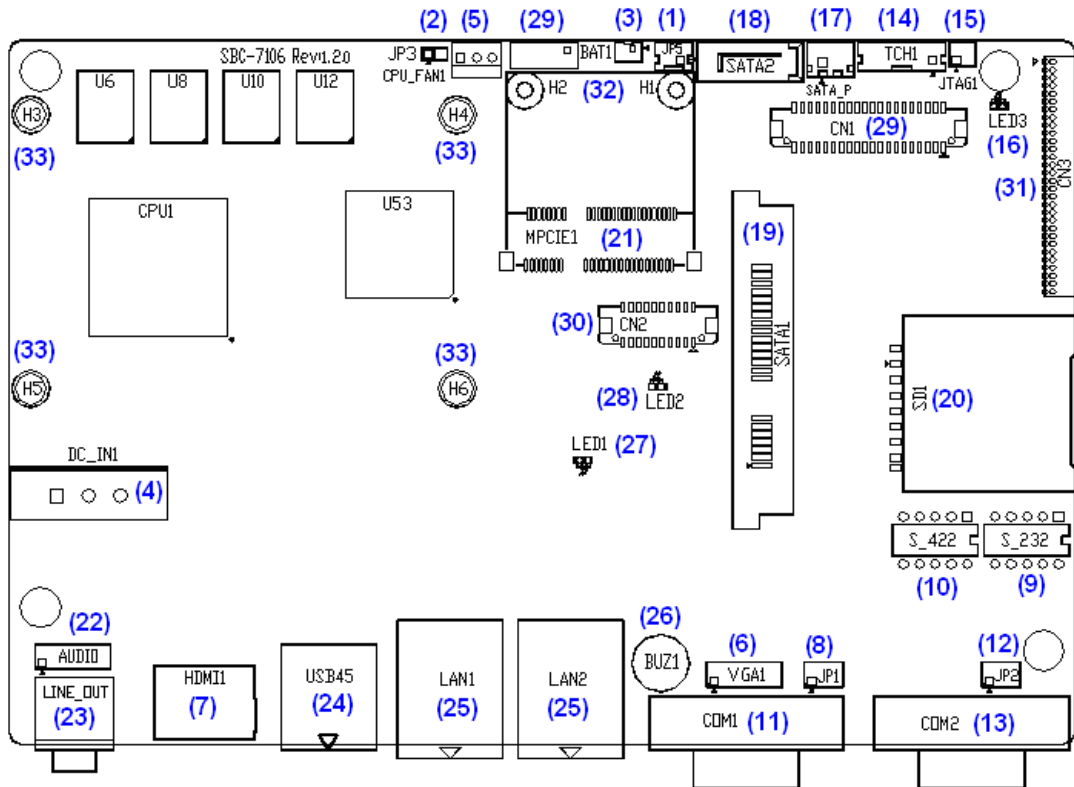 (2) (5) (29) (3) (1) (18) (17) (14) (15)
JP3 SBC-7106 Rev:1.20 BAT1 JP5 SATA2 TCH1
CPU_FAN1 SATA_P JTAG1
U6 U8 U10 U12 H2 (32) H1
H3 H4 CN1 (29) LED3
(33) (33) (16)
CN3
(31)
CPU1 U53 MPCIE1 (21) (19)
(30) CN2 SATA1
(33) (33)
H5 H6 (28) LED2 SD1 (20)
LED1 (27)
DC_IN1
(4)
S_422 S_232
(10) (9)
(22) (26) (6) (8) (12)
AUDIO BUZ1 VGA1 JP1 JP2
LINE_OUT HDMI1 USB45 LAN1 LAN2
(23) (7) (24) (25) (25) COM1 (11) COM2 (13)